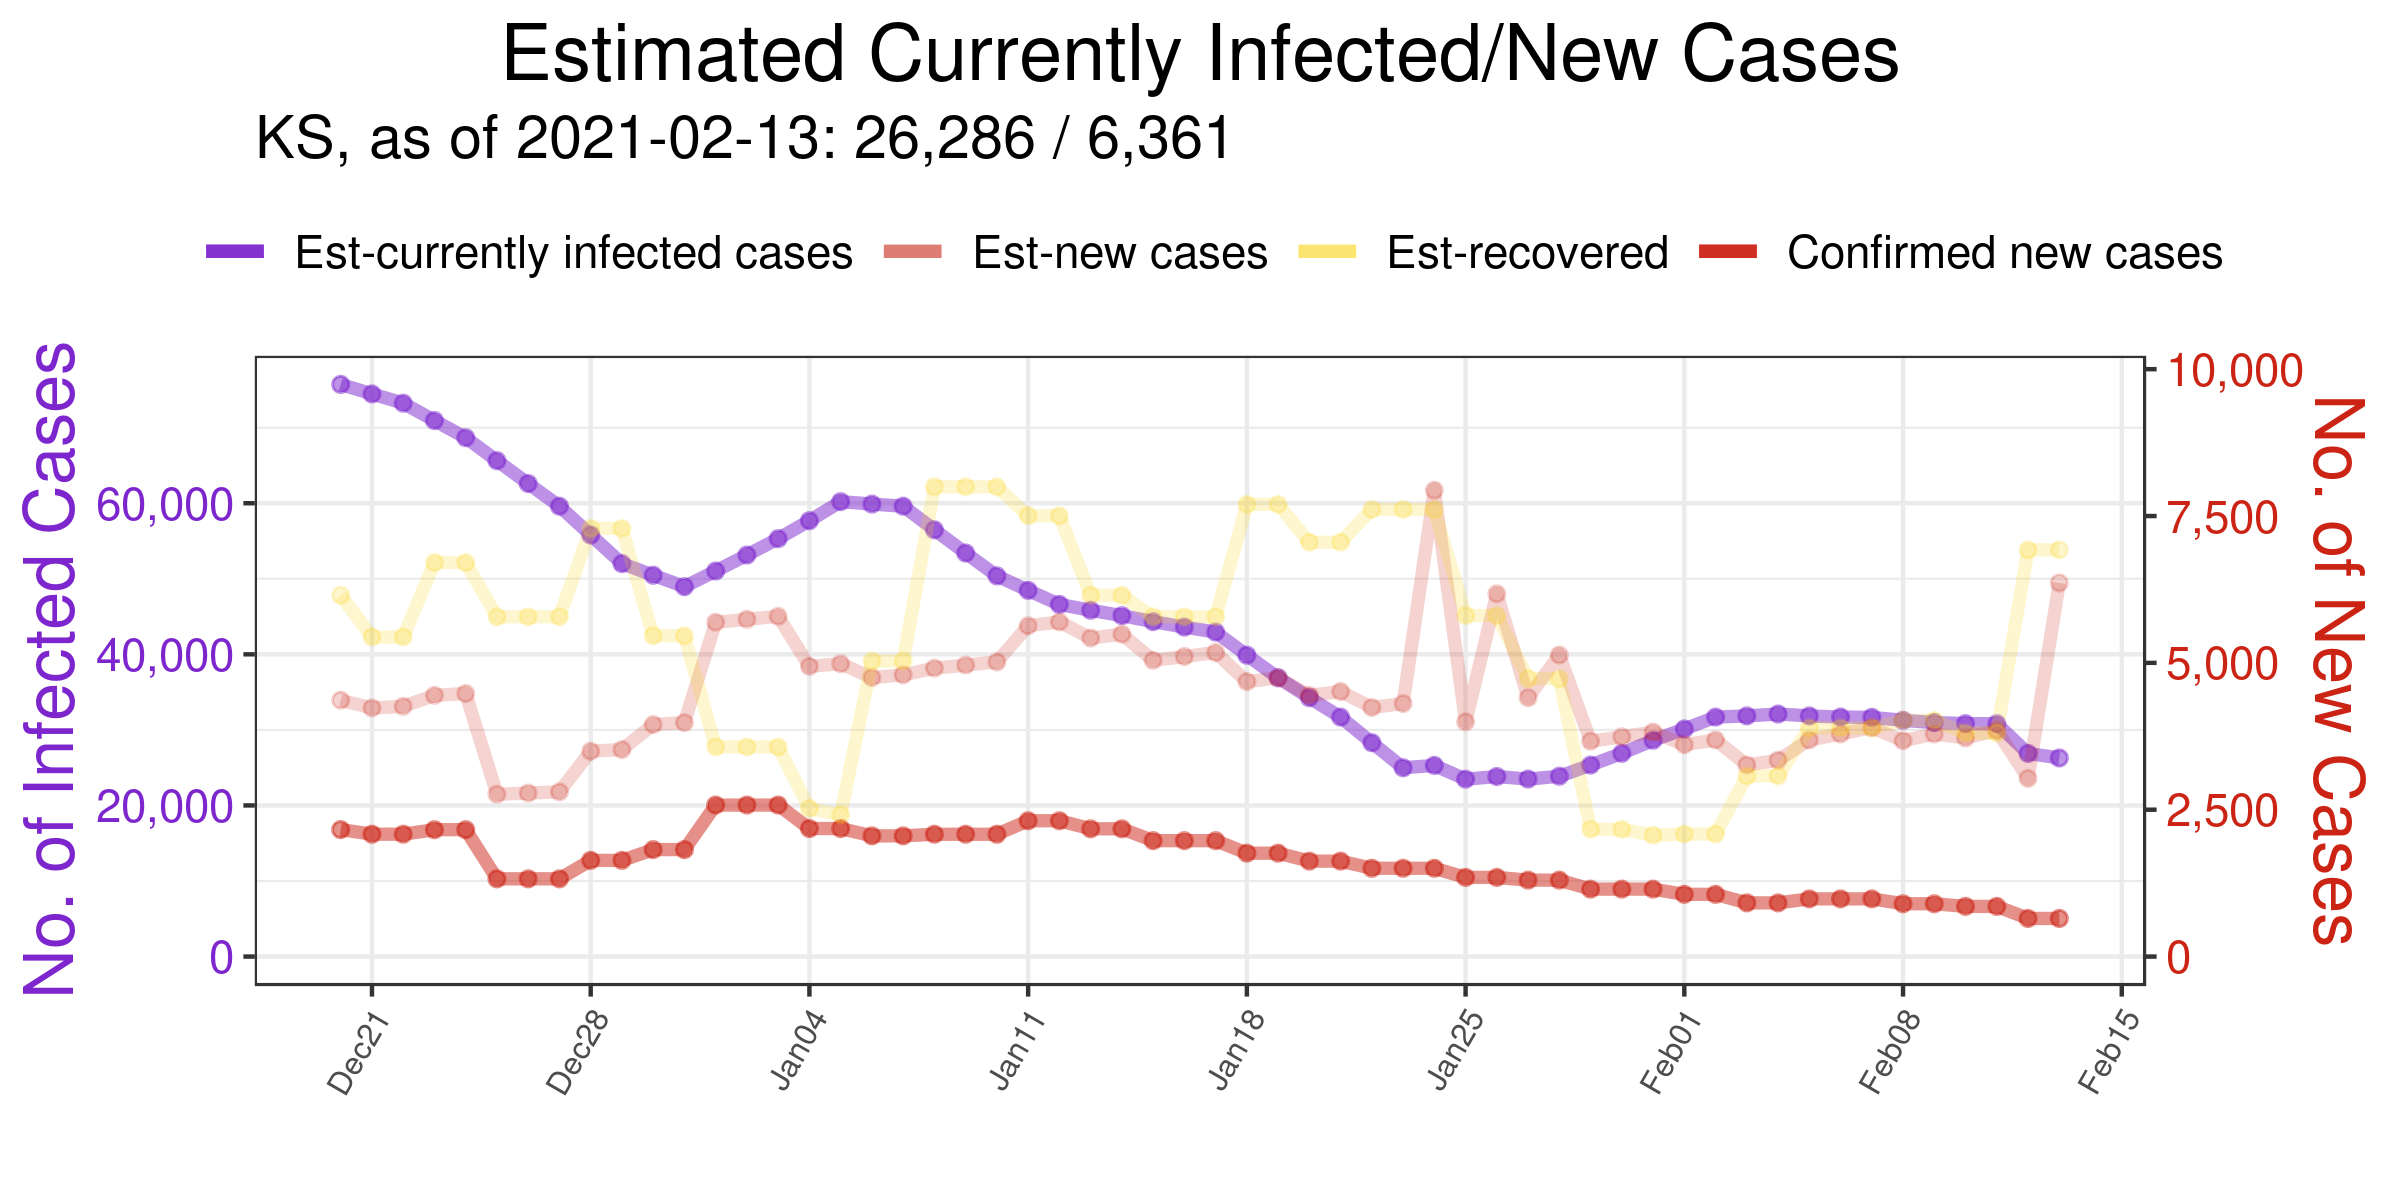 Estimated Currently Infected/New Cases
KS, as of 2021-02-13: 26,286 / 6,361
Est-currently infected cases Est-new cases Est-recovered Confirmed new cases
No. of Infected Cases
60,000
40,000
20,000
0
10,000
7,500
5,000
2,500
0
No. of New Cases
Dec21 Dec28 Jan04 Jan11 Jan18 Jan25 Feb01 Feb08 Feb15